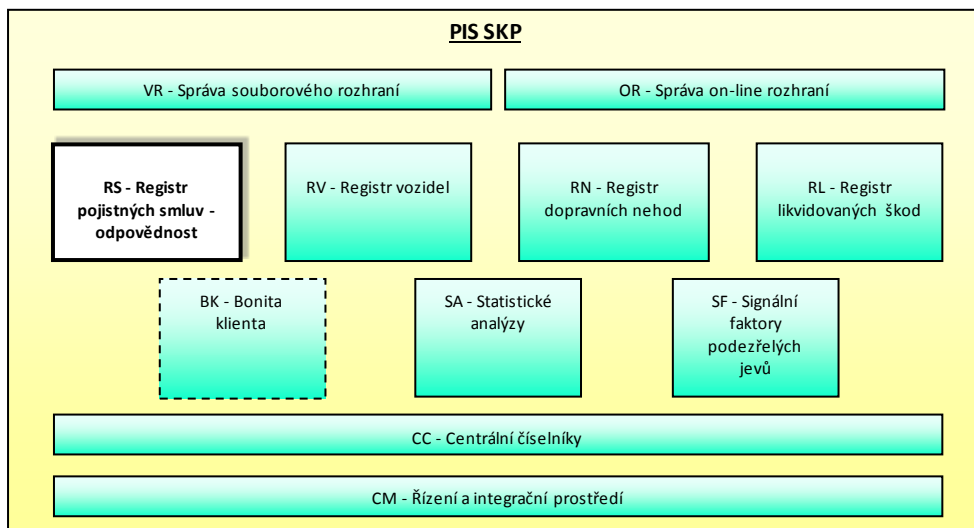 PIS SKP
VR - Správa souborového rozhraní
OR - Správa on-line rozhraní
RS - Registr
pojistných smluv -
odpovědnost
RV - Registr vozidel
RN - Registr
dopravních nehod
RL - Registr
likvidovaných škod
BK - Bonita
klienta
SA - Statistické
analýzy
SF - Signální
faktory
podezřelých
jevů
CC - Centrální číselníky
CM - Řízení a integrační prostředí